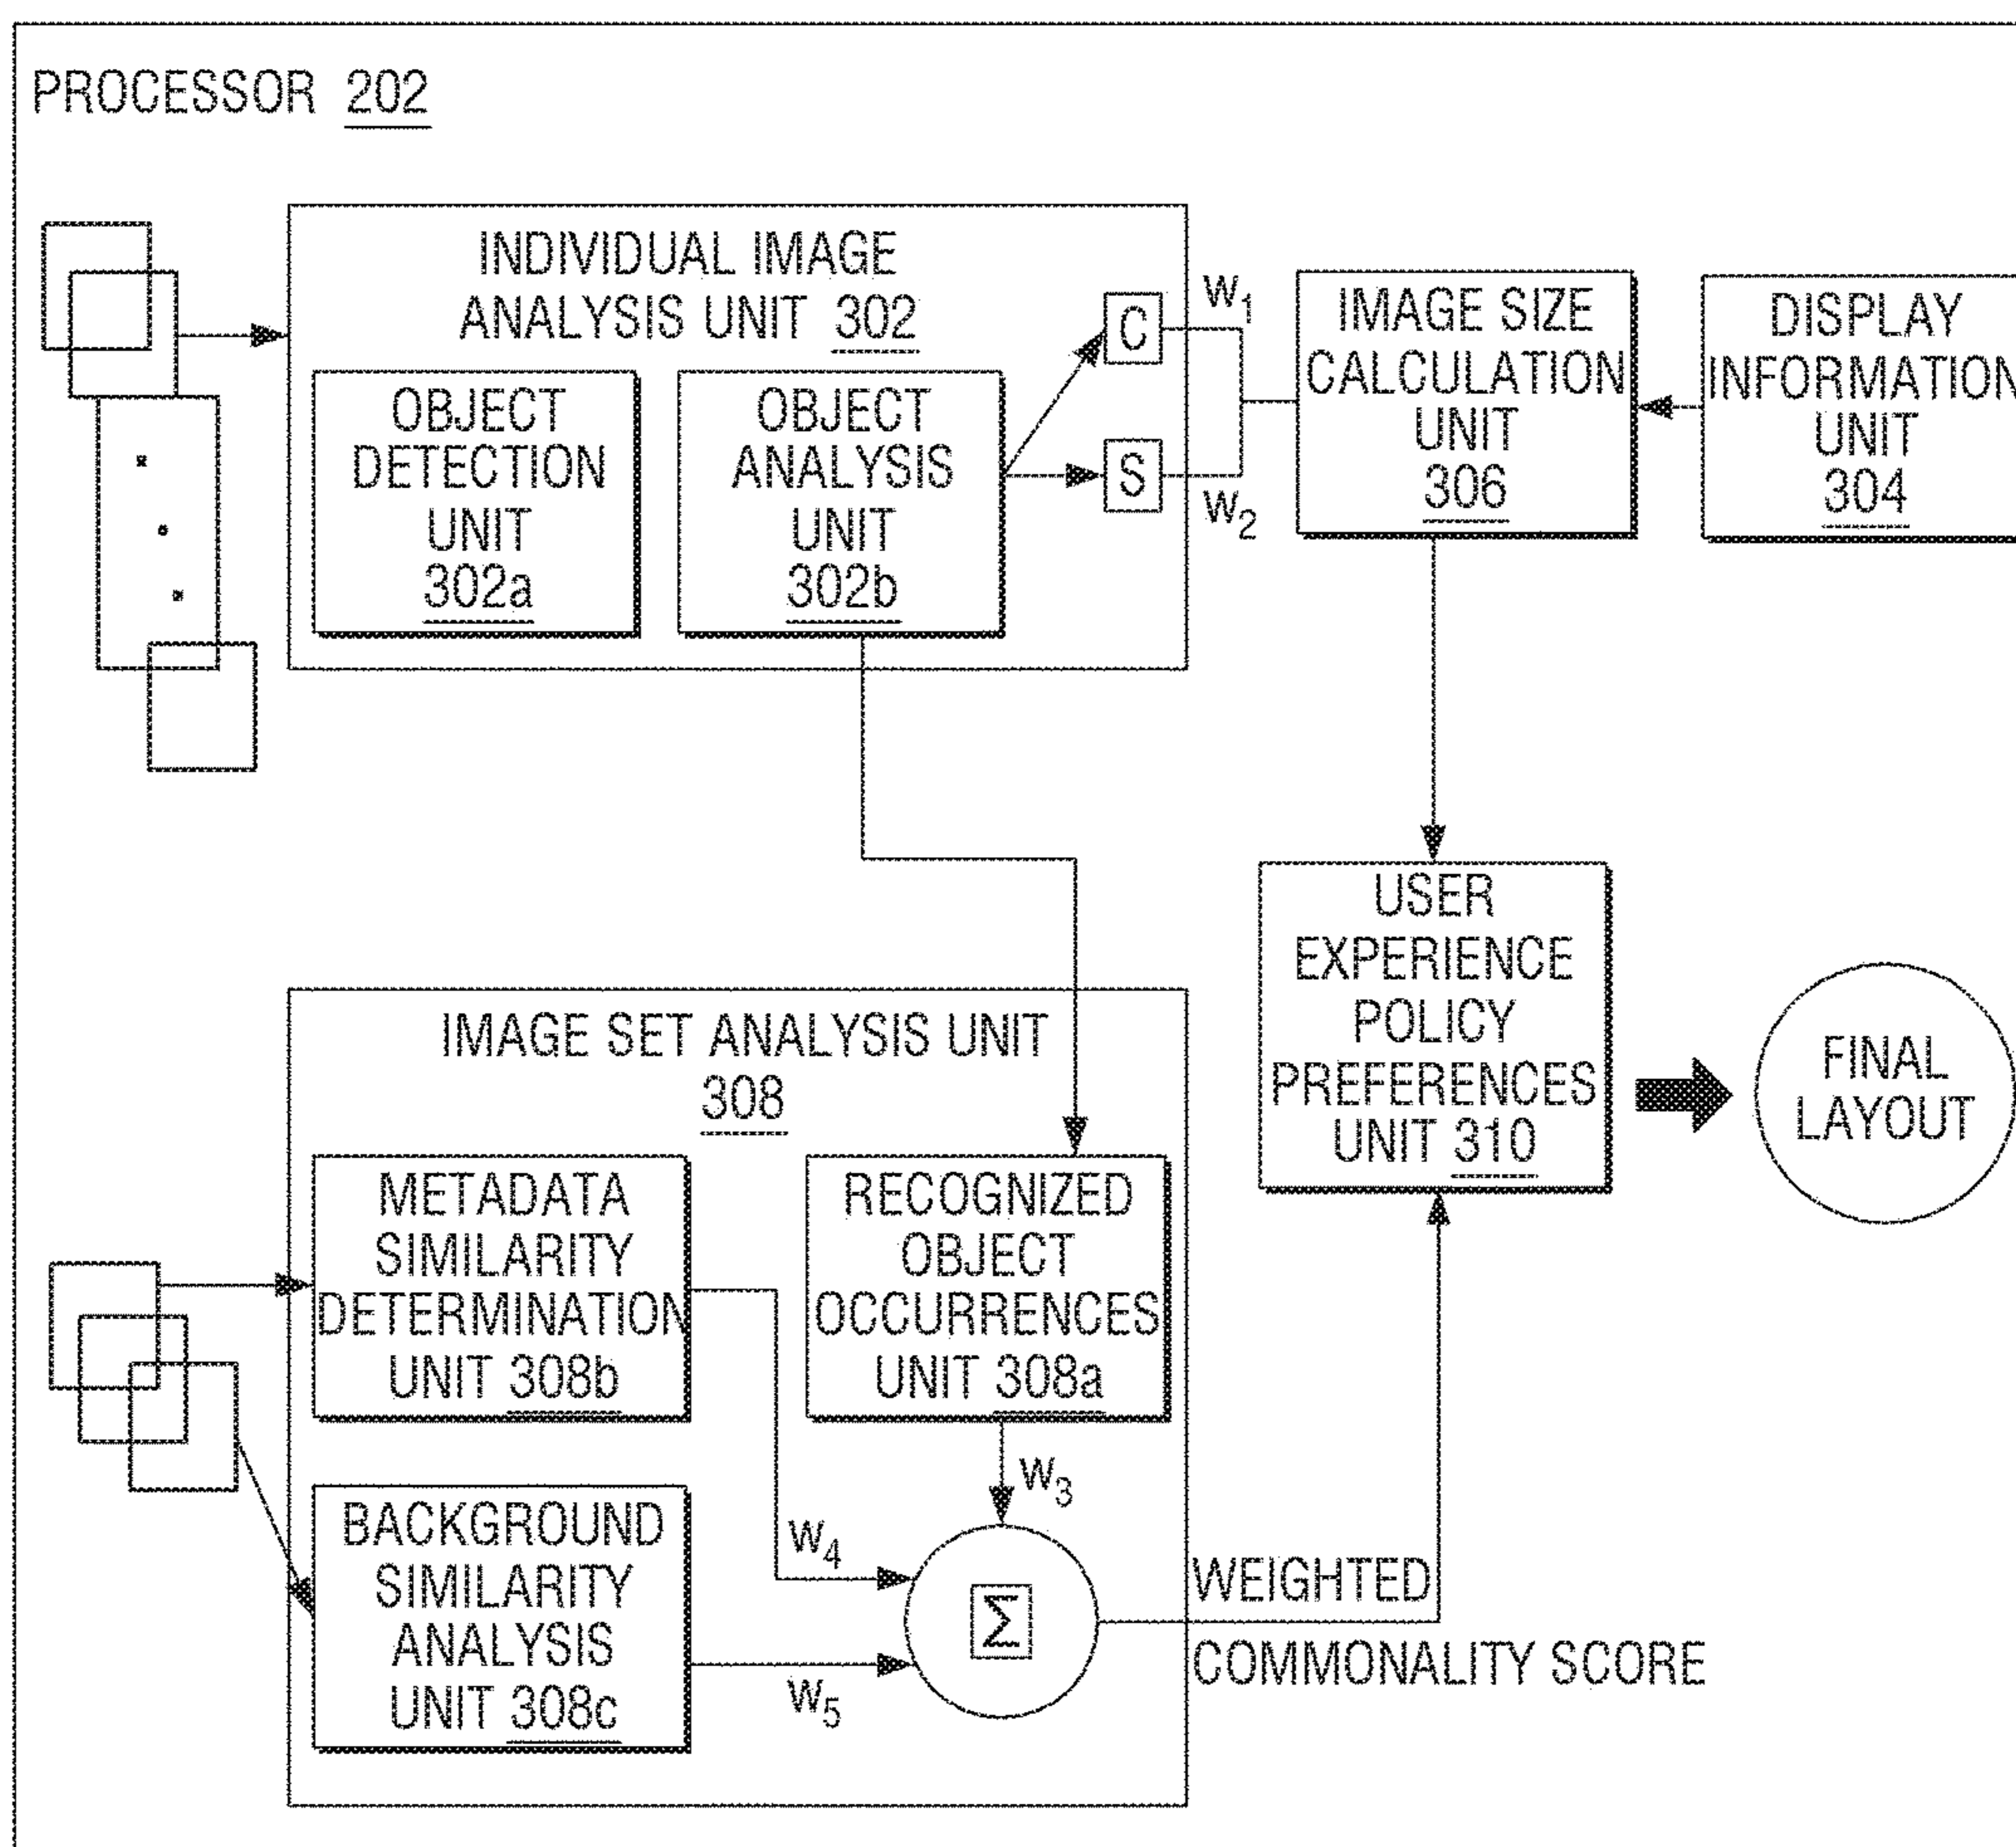 PROCESSOR 202
INDIVIDUAL IMAGE
ANALYSIS UNIT 302
OBJECT
DETECTION
UNIT
302a
OBJECT
ANALYSIS
UNIT
302b
C
S
W1
W2
IMAGE SIZE
CALCULATION
UNIT
306
DISPLAY
INFORMATION
UNIT
304
USER
EXPERIENCE
POLICY
PREFERENCES
UNIT 310
FINAL
LAYOUT
IMAGE SET ANALYSIS UNIT
308
METADATA
SIMILARITY
DETERMINATION
UNIT 308b
RECOGNIZED
OBJECT
OCCURRENCES
UNIT 308a
BACKGROUND
SIMILARITY
ANALYSIS
UNIT 308c
W3
W4
W5
Σ
WEIGHTED
COMMONALITY SCORE